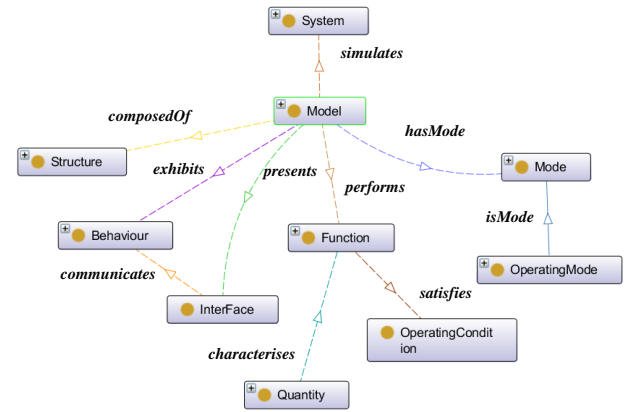 System
simulates
Model
composedOf
hasMode
Structure
exhibits
presents
Mode
performs
isMode
Behaviour
Function
communicates
OperatingMode
satisfies
InterFace
OperatingCondit
ion
characterises
Quantity